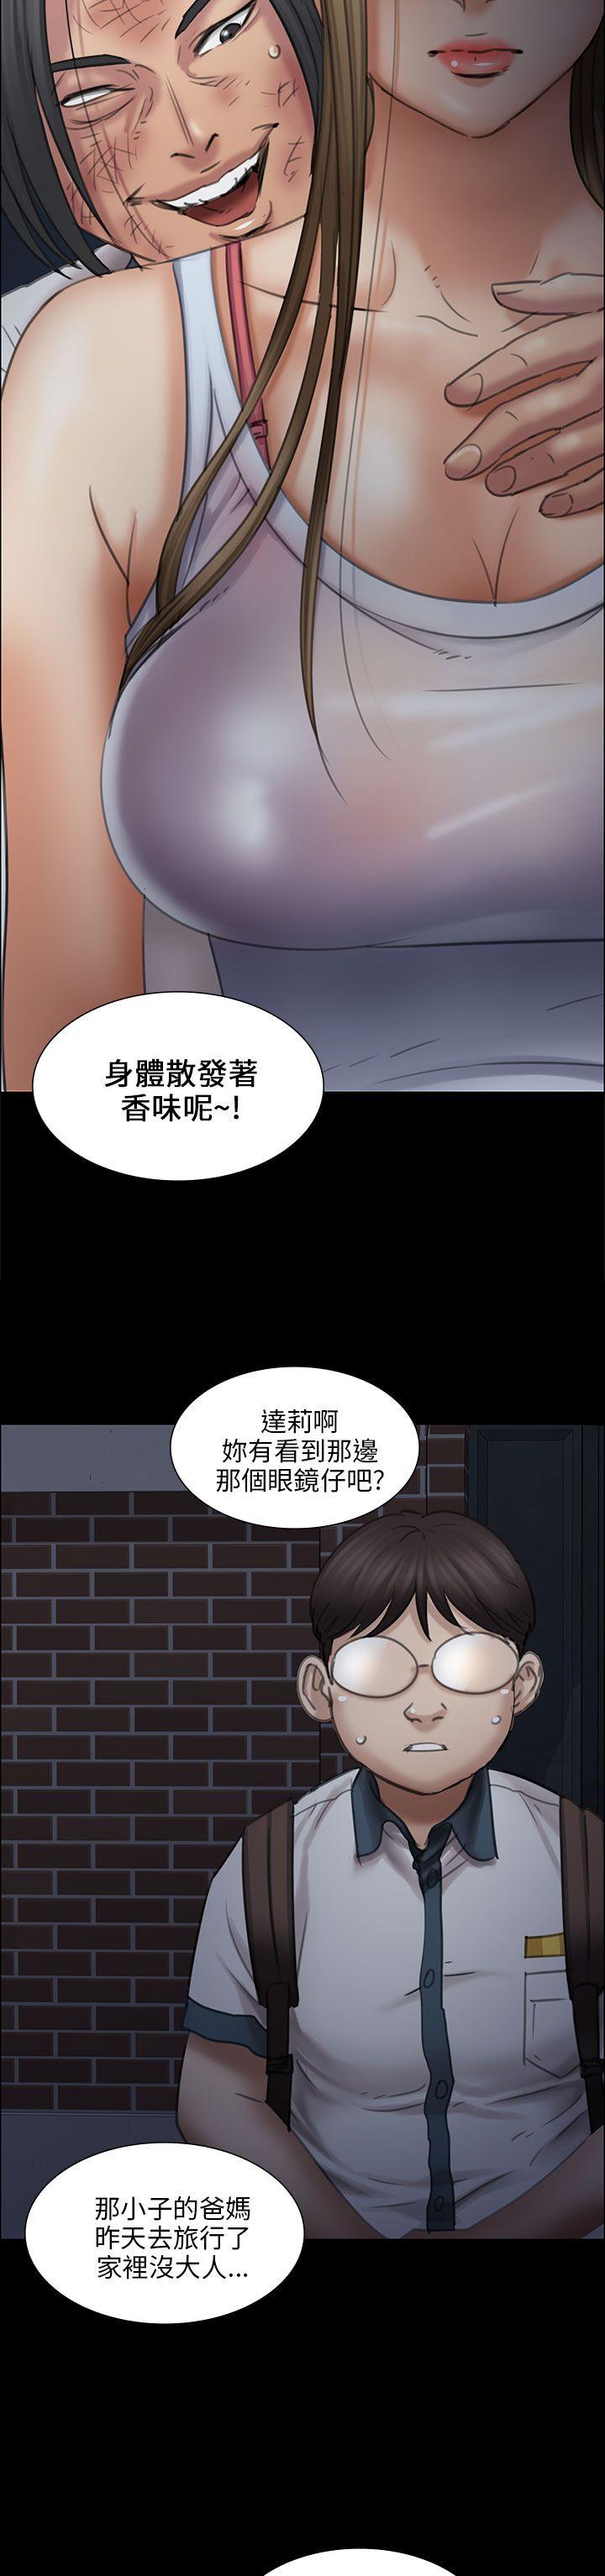 身體散發著
香味呢~!
達莉啊
妳有看到那邊
那個眼鏡仔吧?
那小子的爸媽
昨天去旅行了
家裡沒大人...